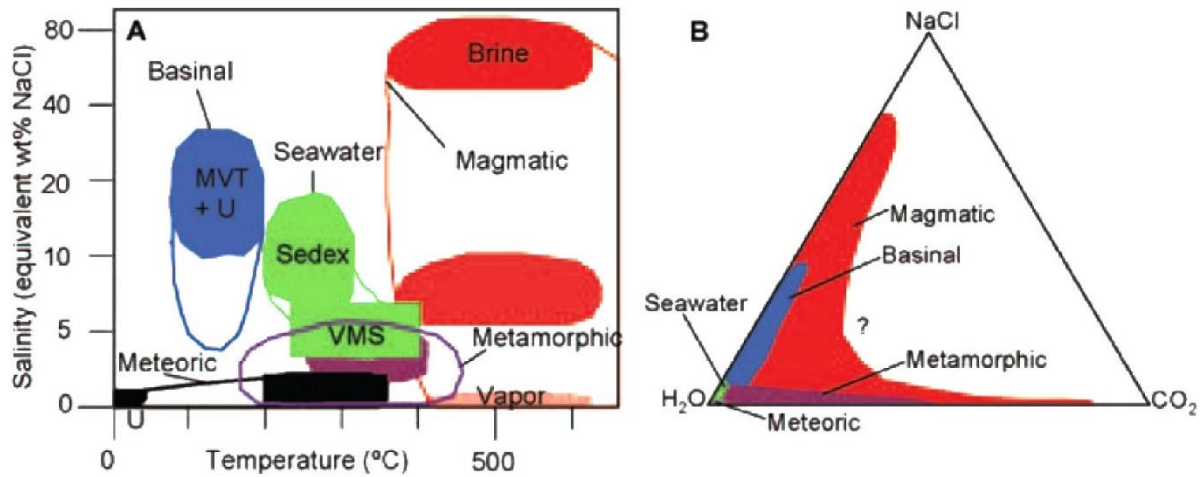 A
Salinity (equivalent wt% NaCl)
80
40
20
10
5
0
Basinal
MVT
+ U
Seawater
Sedex
VMS
Meteoric
U
Brine
Magmatic
Metamorphic
Vapor
0
500
Temperature (ºC)
B
NaCl
Magmatic
Basinal
Seawater
?
Metamorphic
H₂O
CO₂
Meteoric